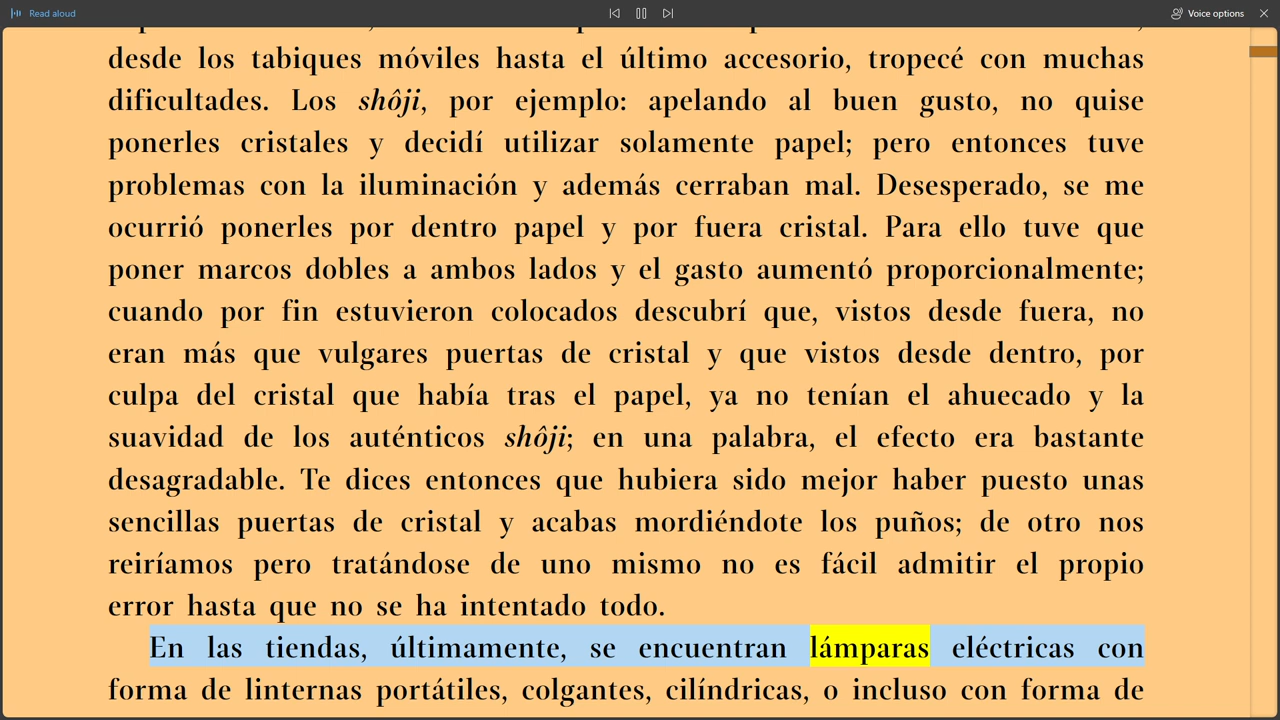 Read aloud
Voice options
desde los tabiques móviles hasta el último accesorio, tropecé con muchas
dificultades. Los shôji, por ejemplo: apelando al buen gusto, no quise
ponerles cristales y decidí utilizar solamente papel; pero entonces tuve
problemas con la iluminación y además cerraban mal. Desesperado, se me
ocurrió ponerles por dentro papel y por fuera cristal. Para ello tuve que
poner marcos dobles a ambos lados y el gasto aumentó proporcionalmente;
cuando por fin estuvieron colocados descubrí que, vistos desde fuera, no
eran más que vulgares puertas de cristal y que vistos desde dentro, por
culpa del cristal que había tras el papel, ya no tenían el ahuecado y la
suavidad de los auténticos shôji; en una palabra, el efecto era bastante
desagradable. Te dices entonces que hubiera sido mejor haber puesto unas
sencillas puertas de cristal y acabas mordiéndote los puños; de otro nos
reiríamos pero tratándose de uno mismo no es fácil admitir el propio
error hasta que no se ha intentado todo.
En las tiendas, últimamente, se encuentran lámparas eléctricas con
forma de linternas portátiles, colgantes, cilíndricas, o incluso con forma de